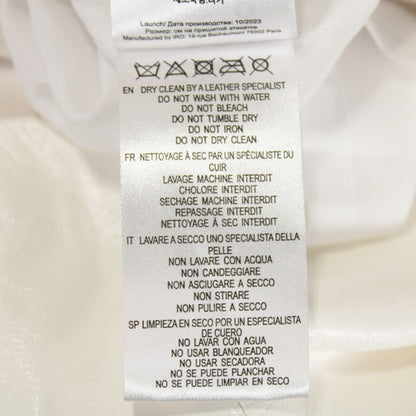 Launch/ Дата производства: 10/2023
Размер: см на пришитой этикетке
Manufactured by IRO: 19 rue Bachaumont 75002 Paris
EN DRY CLEAN BY A LEATHER SPECIALIST
DO NOT WASH WITH WATER
DO NOT BLEACH
DO NOT TUMBLE DRY
DO NOT IRON
DO NOT DRY CLEAN
FR NETTOYAGE À SEC PAR UN SPÉCIALISTE DU
CUIR
LAVAGE MACHINE INTERDIT
CHOLORE INTERDIT
SECHAGE MACHINE INTERDIT
REPASSAGE INTERDIT
NETTOYAGE À SEC INTERDIT
IT LAVARE A SECCO UNO SPECIALISTA DELLA
PELLE
NON LAVARE CON ACQUA
NON CANDEGGIARE
NON ASCIUGARE A SECCO
NON STIRARE
NON PULIRE A SECCO
SP LIMPIEZA EN SECO POR UN ESPECIALISTA
DE CUERO
NO LAVAR CON AGUA
NO USAR BLANQUEADOR
NO USAR SECADORA
NO SE PUEDE PLANCHAR
NO SE PUEDE LIMPIAR EN SECO